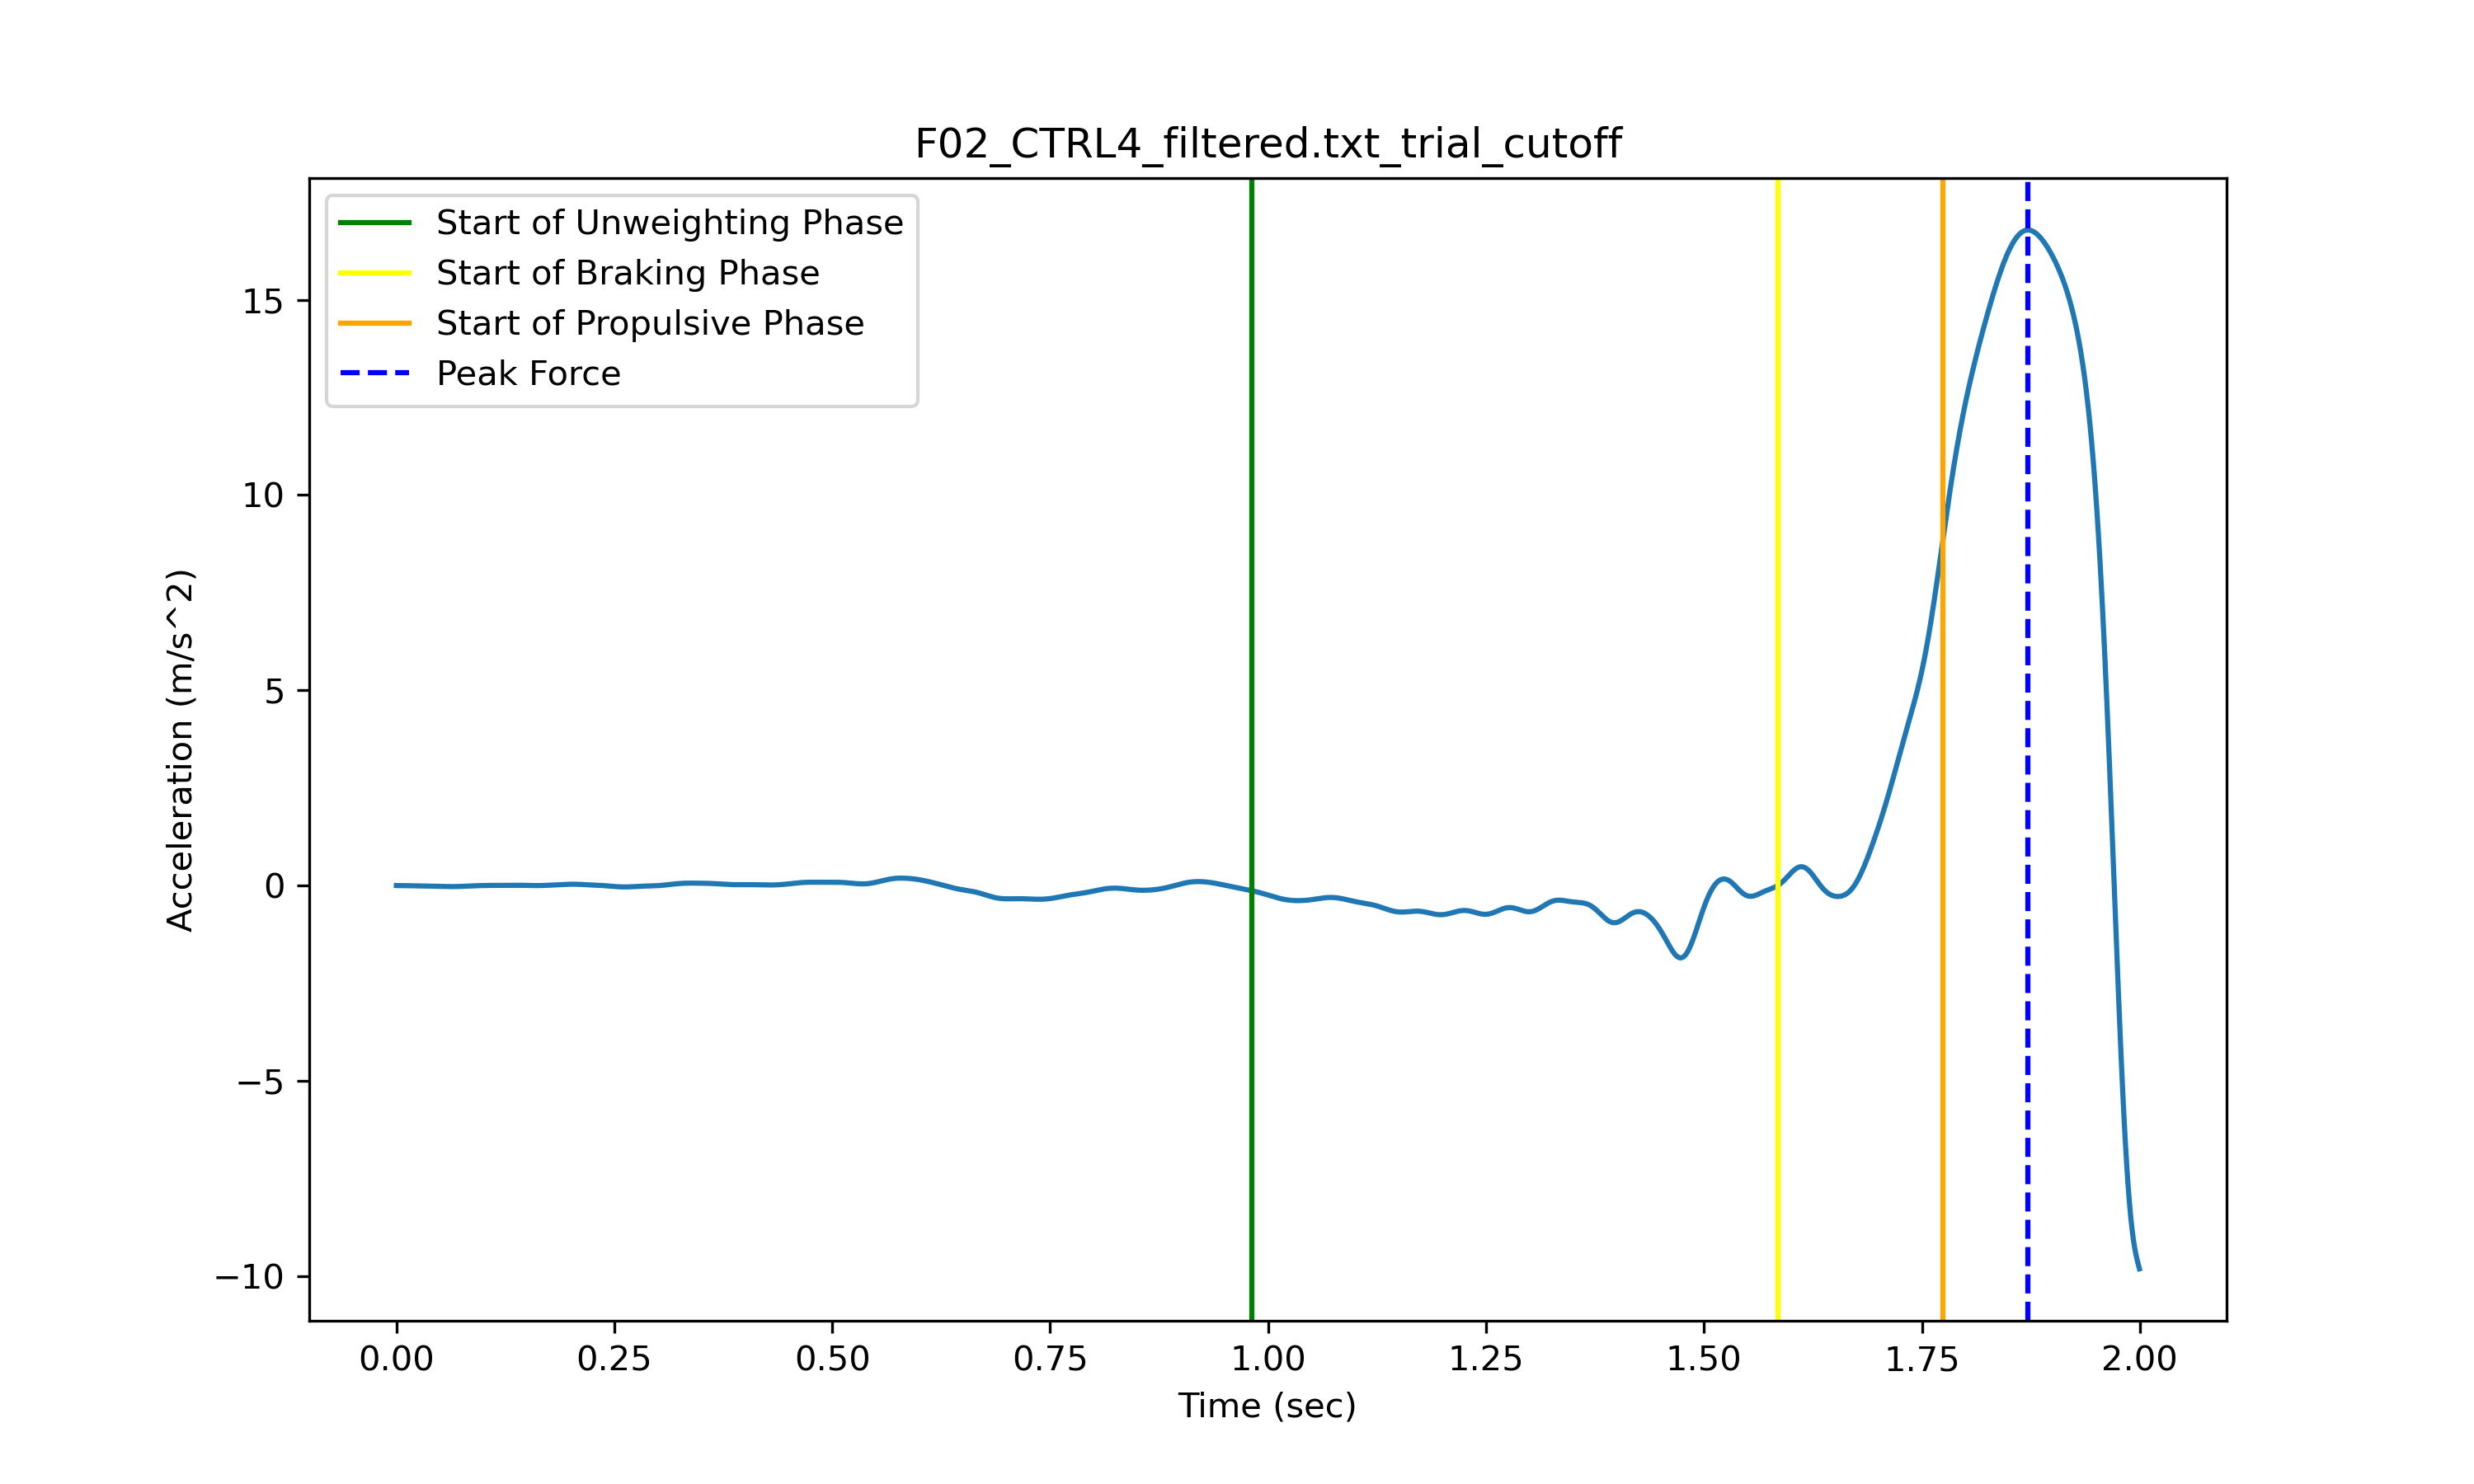 F02_CTRL4_filtered.txt_trial_cutoff
Start of Unweighting Phase
Start of Braking Phase
Start of Propulsive Phase
Peak Force
15
10
5
0
−5
−10
Acceleration (m/s^2)
0.00 0.25 0.50 0.75 1.00 1.25 1.50 1.75 2.00
Time (sec)